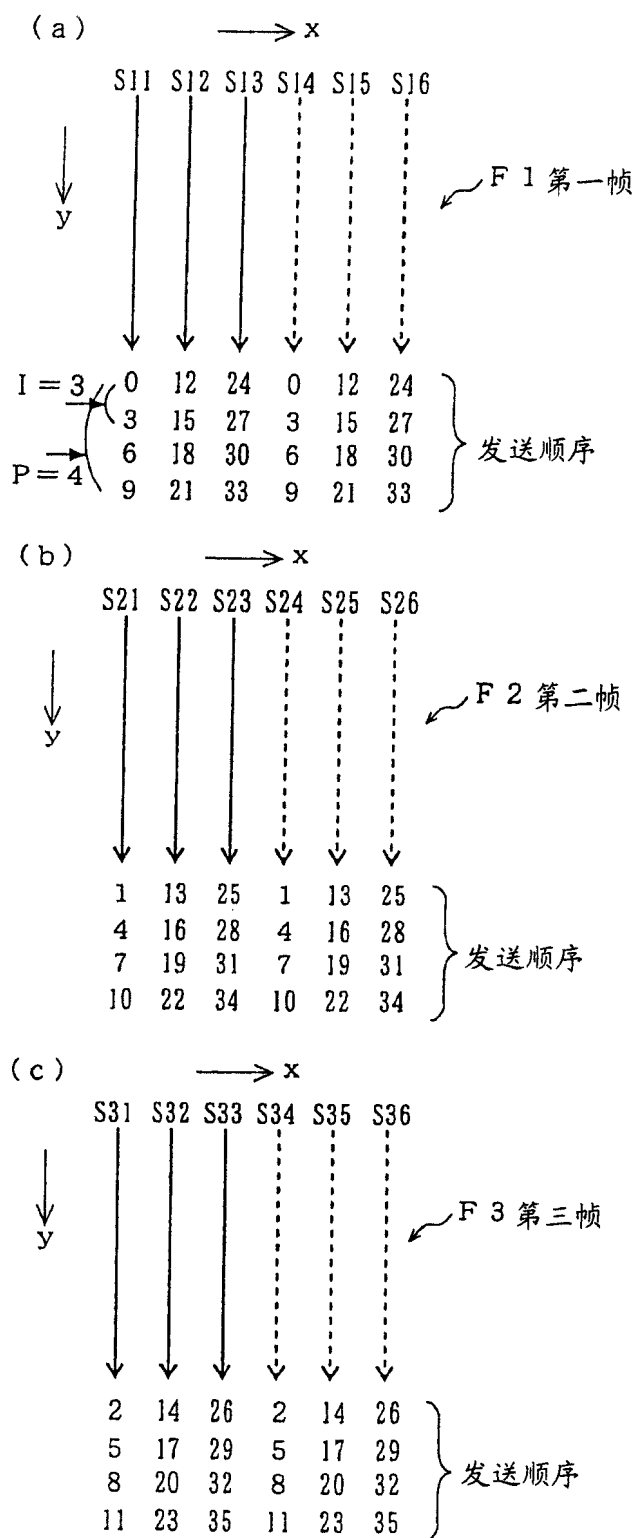 (a) x
S11 S12 S13 S14 S15 S16
y
F 1 第一帧
I = 3 0 12 24 0 12 24
3 15 27 3 15 27
发送顺序
6 18 30 6 18 30
P = 4 9 21 33 9 21 33
(b) x
S21 S22 S23 S24 S25 S26
y
F 2 第二帧
1 13 25 1 13 25
4 16 28 4 16 28
发送顺序
7 19 31 7 19 31
10 22 34 10 22 34
(c) x
S31 S32 S33 S34 S35 S36
y
F 3 第三帧
2 14 26 2 14 26
5 17 29 5 17 29
发送顺序
8 20 32 8 20 32
11 23 35 11 23 35